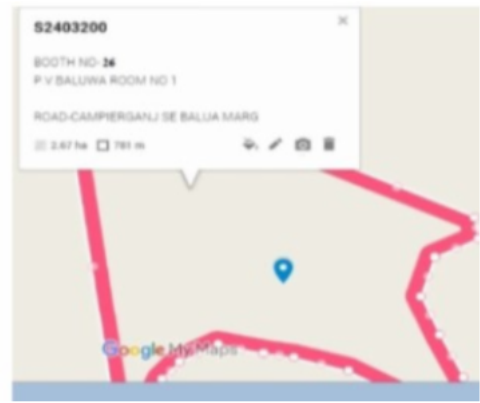 S2403200
BOOTH NO- 26
P V BALUWA ROOM NO 1
ROAD-CAMPIERGANJ SE BALUA MARG
2.67 ha 781 m
Google My Maps